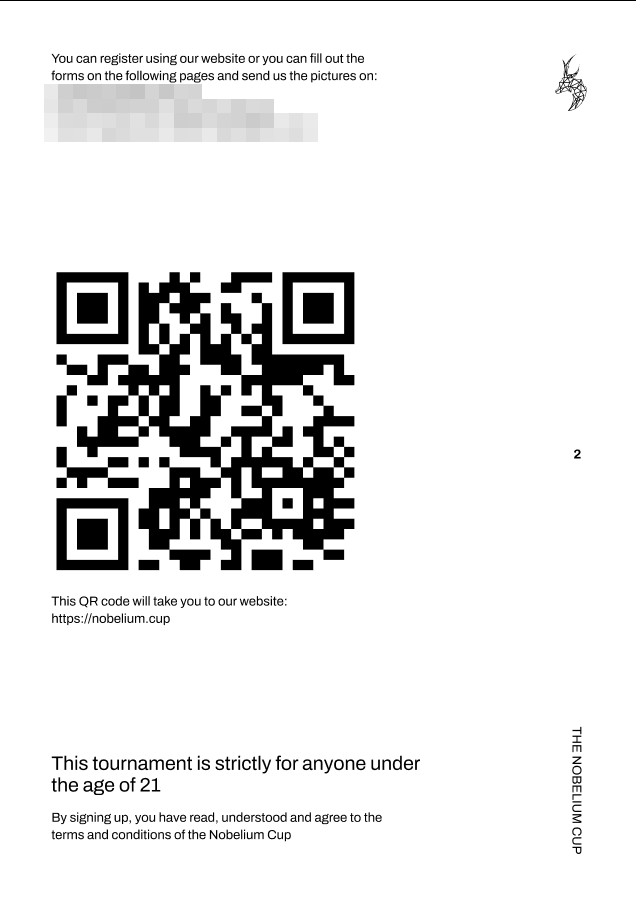 You can register using our website or you can fill out the
forms on the following pages and send us the pictures on:
2
This QR code will take you to our website:
https://nobelium.cup
This tournament is strictly for anyone under
the age of 21
By signing up, you have read, understood and agree to the
terms and conditions of the Nobelium Cup
THE NOBELIUM CUP